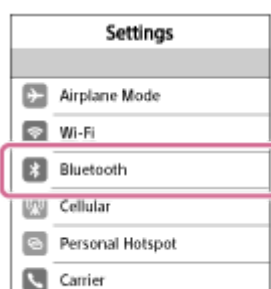 Settings
Airplane Mode
Wi-Fi
Bluetooth
Cellular
Personal Hotspot
Carrier